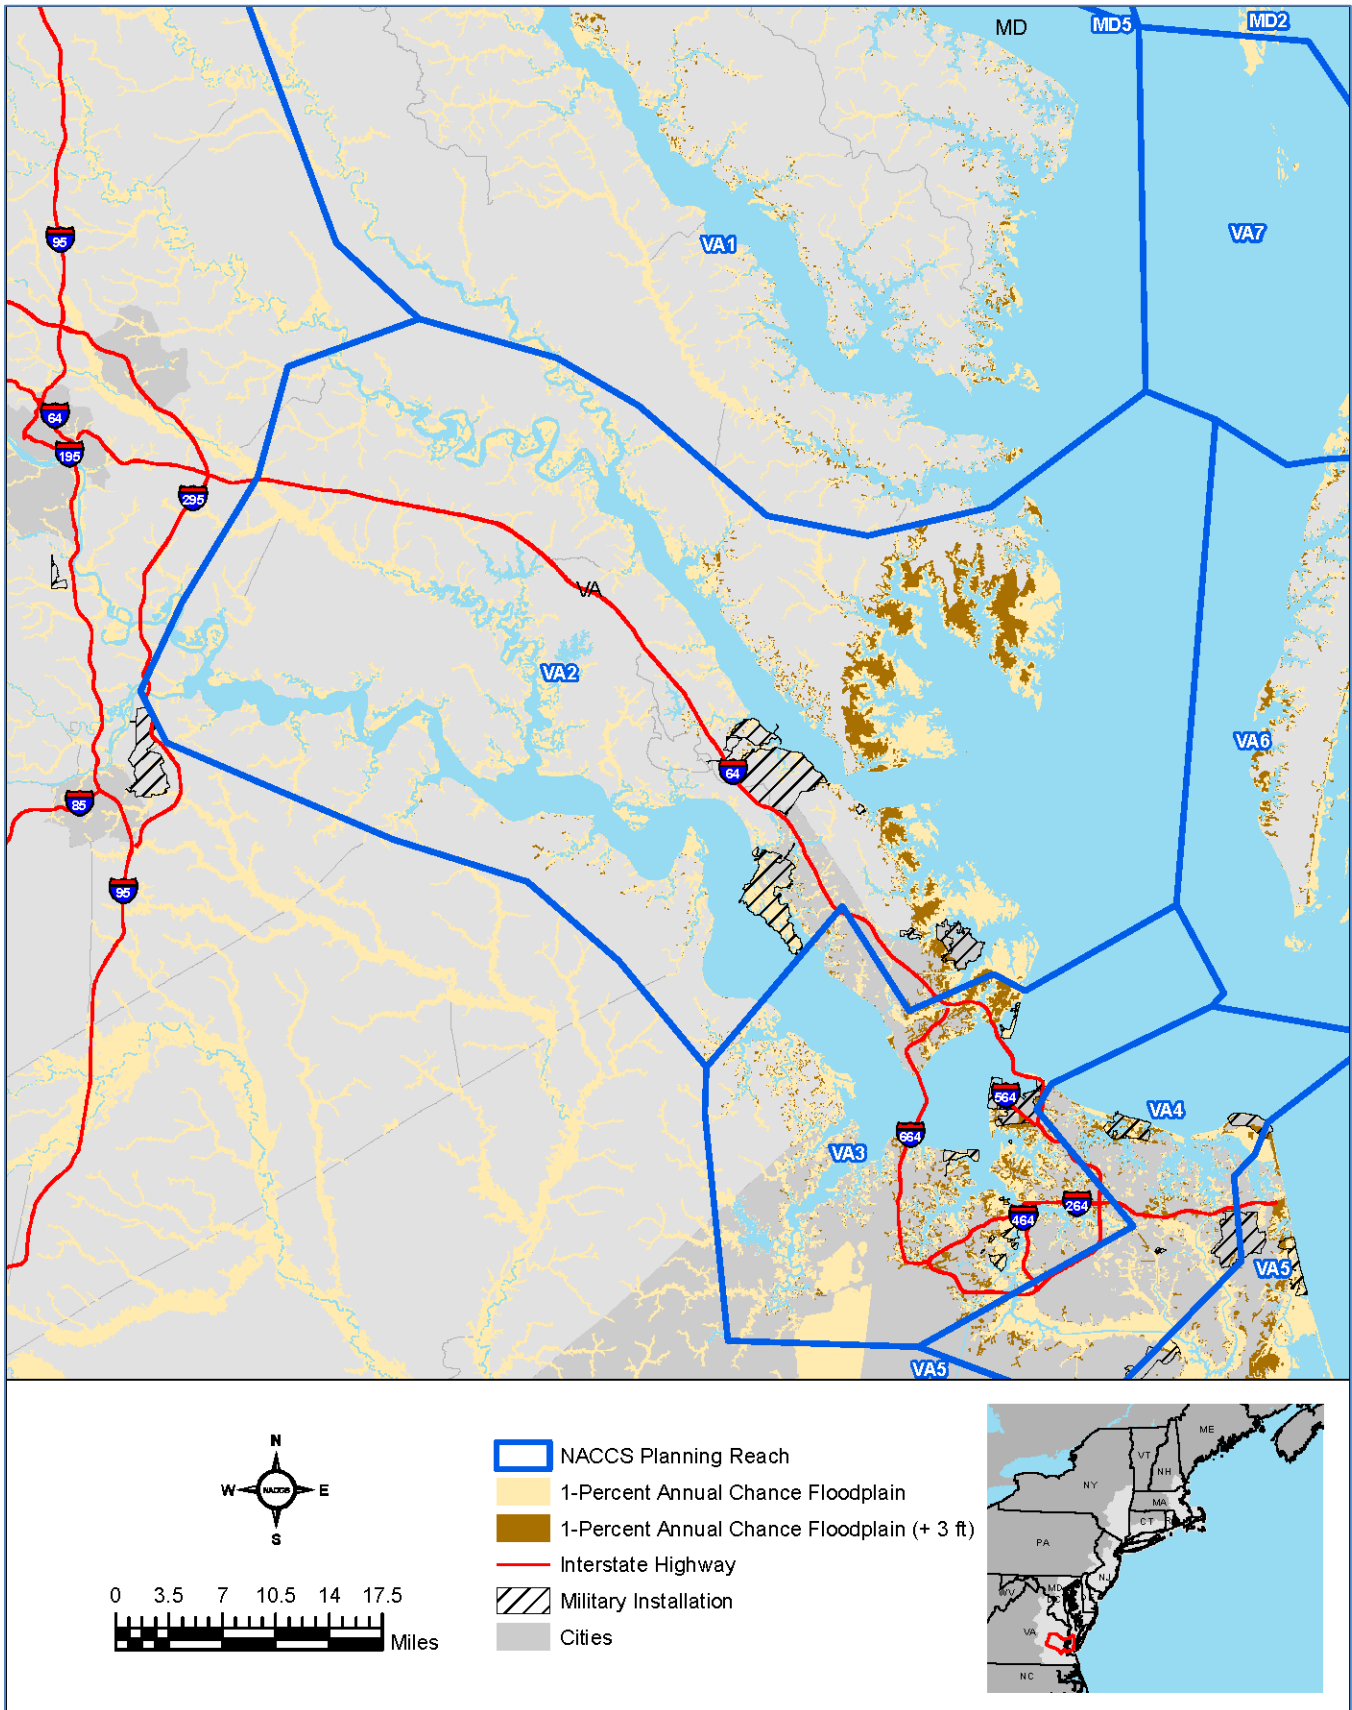 MD
MD5
MD2
95
VA1
VA7
64
195
295
VA
VA2
VA6
64
85
95
564
VA4
664
VA3
264
464
VA5
VA5
N
W
NACCS
E
S
0 3.5 7 10.5 14 17.5
Miles
NACCS Planning Reach
1-Percent Annual Chance Floodplain
1-Percent Annual Chance Floodplain (+ 3 ft)
Interstate Highway
Military Installation
Cities
ME
VT
NH
NY
MA
CT
PA
NJ
MD
VA
NC